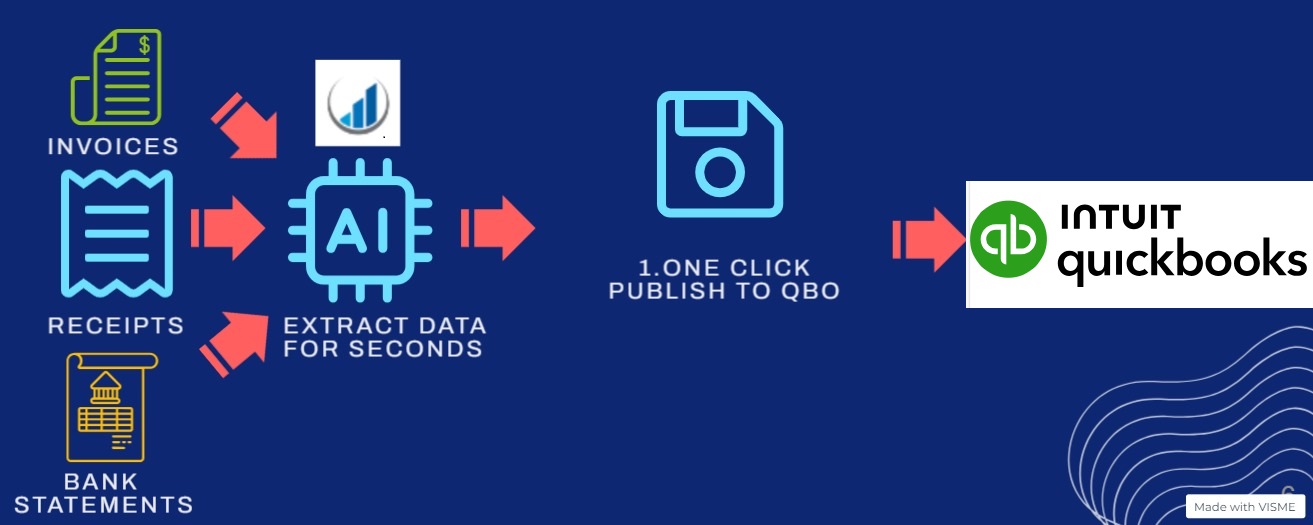 $
INVOICES
RECEIPTS
BANK
STATEMENTS
AI
EXTRACT DATA
FOR SECONDS
1.ONE CLICK
PUBLISH TO QBO
qb
INTUIT
quickbooks
6
Made with VISME